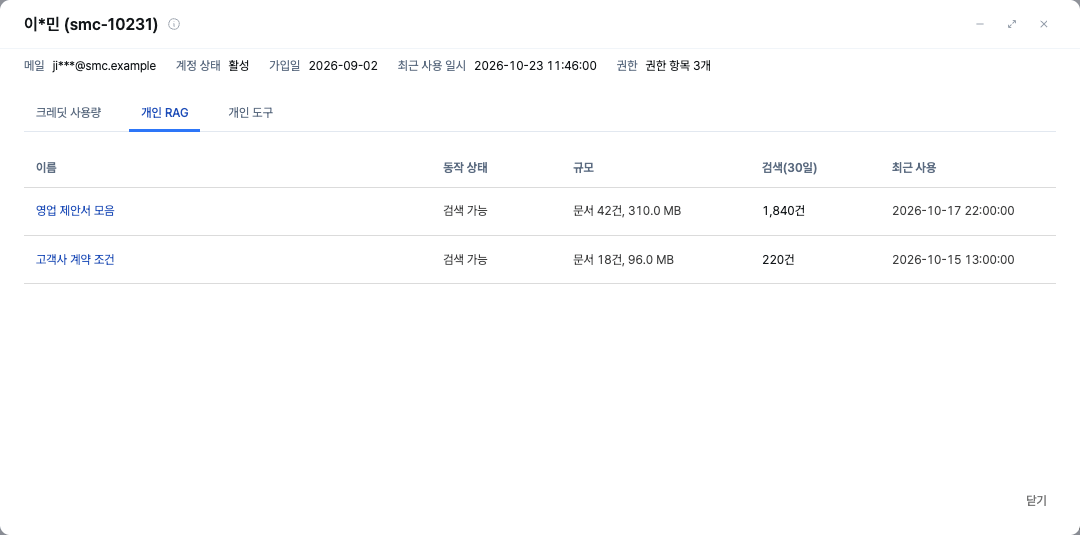 이*민 (smc-10231)
메일 ji***@smc.example 계정 상태 활성 가입일 2026-09-02 최근 사용 일시 2026-10-23 11:46:00 권한 권한 항목 3개
크레딧 사용량 개인 RAG 개인 도구
이름 동작 상태 규모 검색(30일) 최근 사용
영업 제안서 모음 검색 가능 문서 42건, 310.0 MB 1,840건 2026-10-17 22:00:00
고객사 계약 조건 검색 가능 문서 18건, 96.0 MB 220건 2026-10-15 13:00:00
닫기